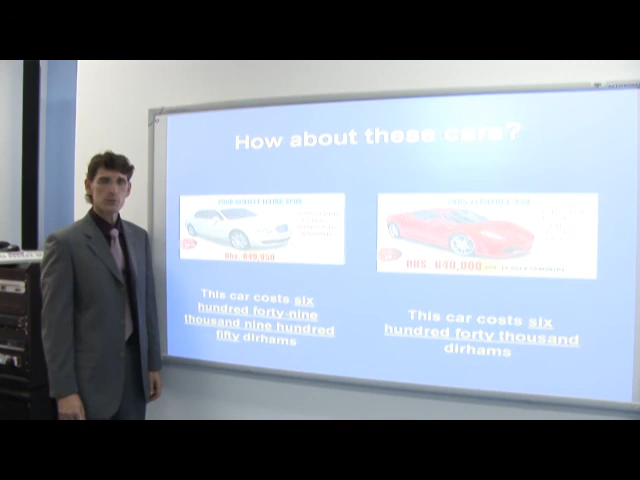 How about these cars?
Dhs. 649,950
DHS. 640,000
This car costs six
hundred forty-nine
thousand nine hundred
fifty dirhams
This car costs six
hundred forty thousand
dirhams